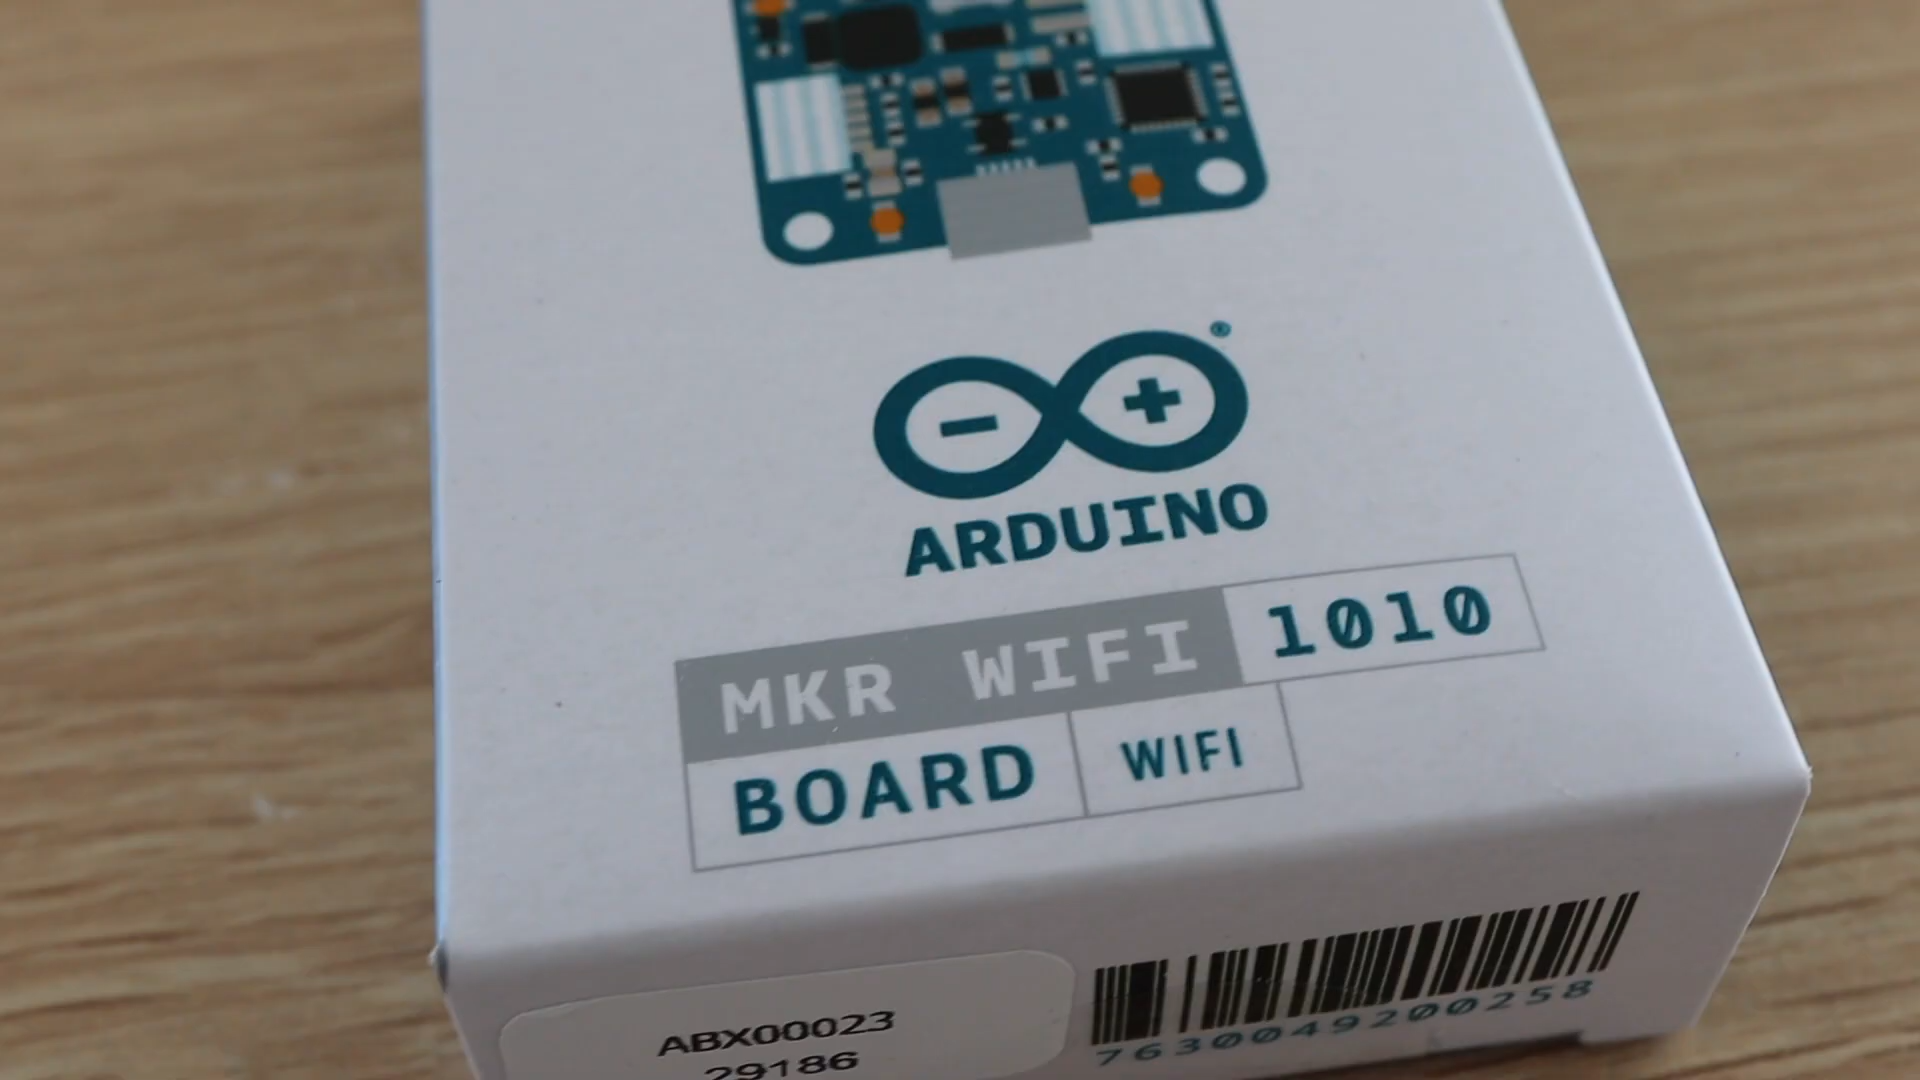 ARDUINO®
MKR WIFI 1010
BOARD WIFI
ABX00023
29186
7630049200258